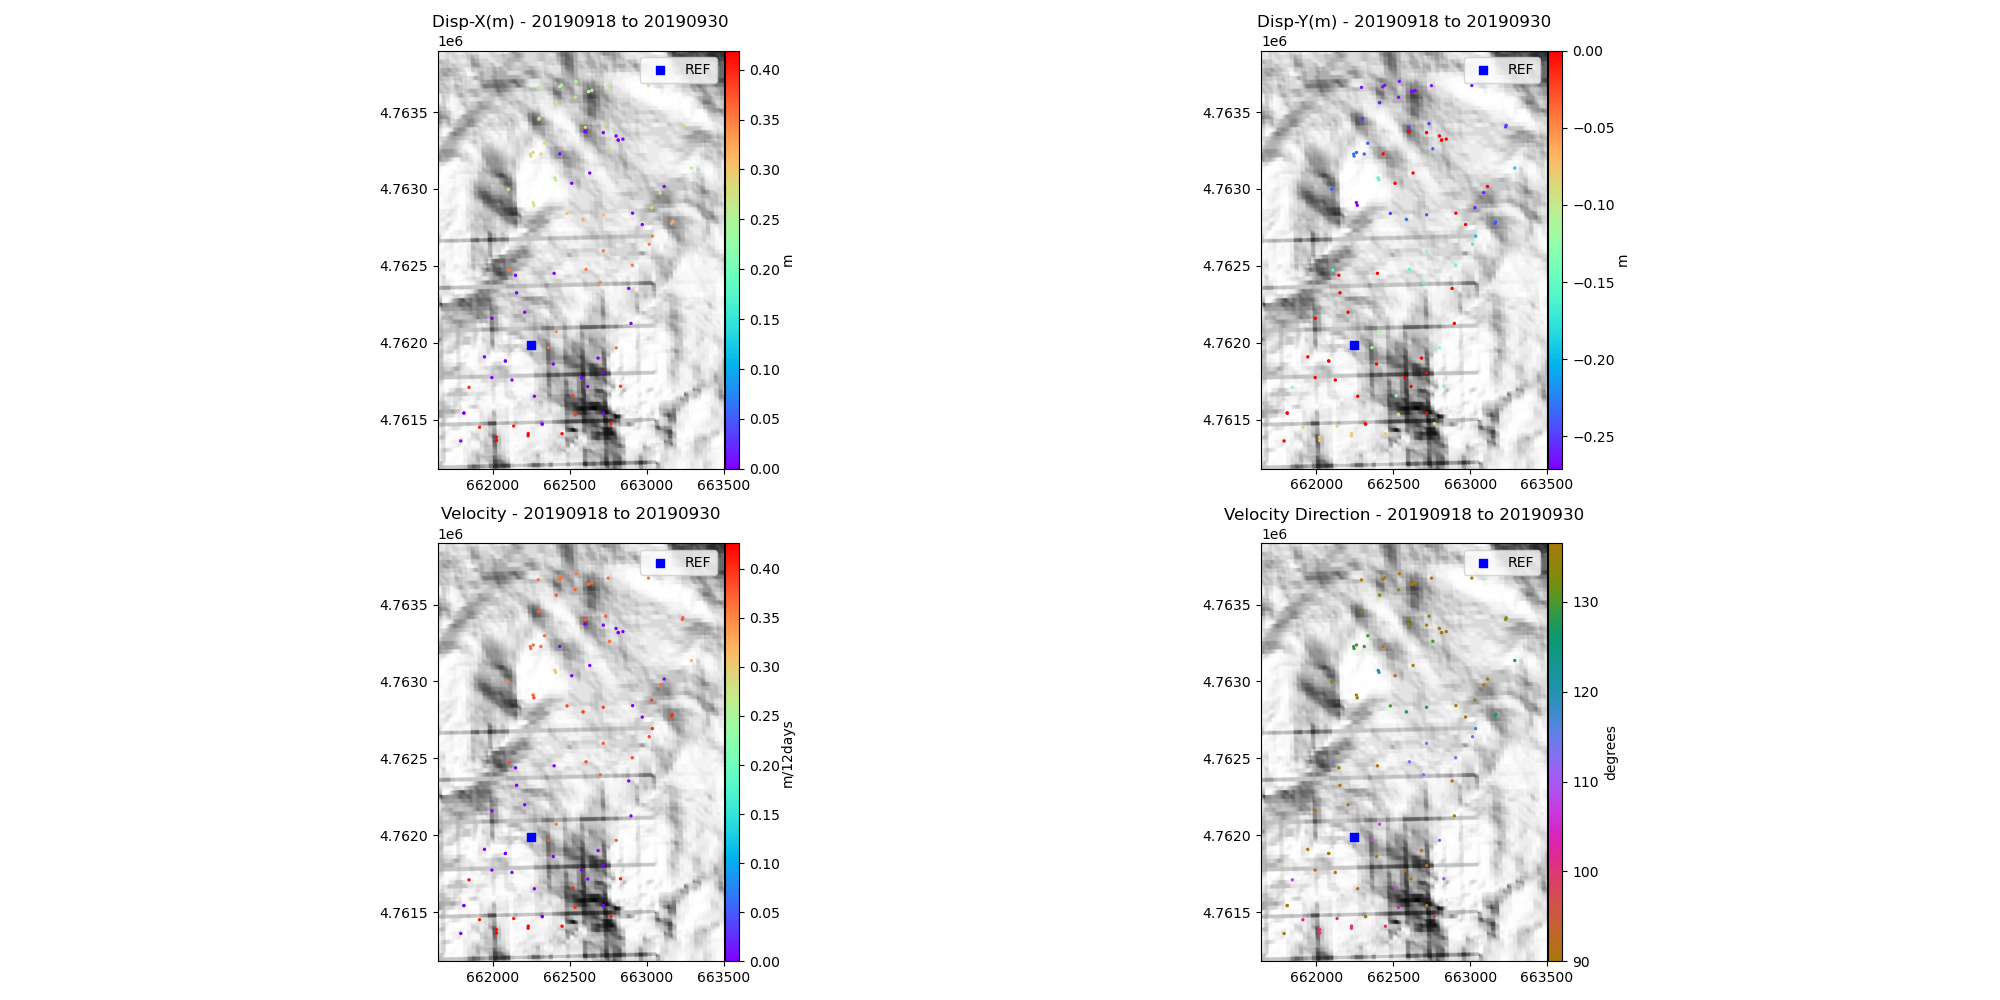 Disp-X(m) - 20190918 to 20190930
1e6
REF
4.7635
4.7630
4.7625
4.7620
4.7615
662000 662500 663000 663500
0.40
0.35
0.30
0.25
0.20
0.15
0.10
0.05
0.00
m
Disp-Y(m) - 20190918 to 20190930
1e6
REF
4.7635
4.7630
4.7625
4.7620
4.7615
662000 662500 663000 663500
0.00
−0.05
−0.10
−0.15
−0.20
−0.25
m
Velocity - 20190918 to 20190930
1e6
REF
4.7635
4.7630
4.7625
4.7620
4.7615
662000 662500 663000 663500
0.40
0.35
0.30
0.25
0.20
0.15
0.10
0.05
0.00
m/12days
Velocity Direction - 20190918 to 20190930
1e6
REF
4.7635
4.7630
4.7625
4.7620
4.7615
662000 662500 663000 663500
130
120
110
100
90
degrees